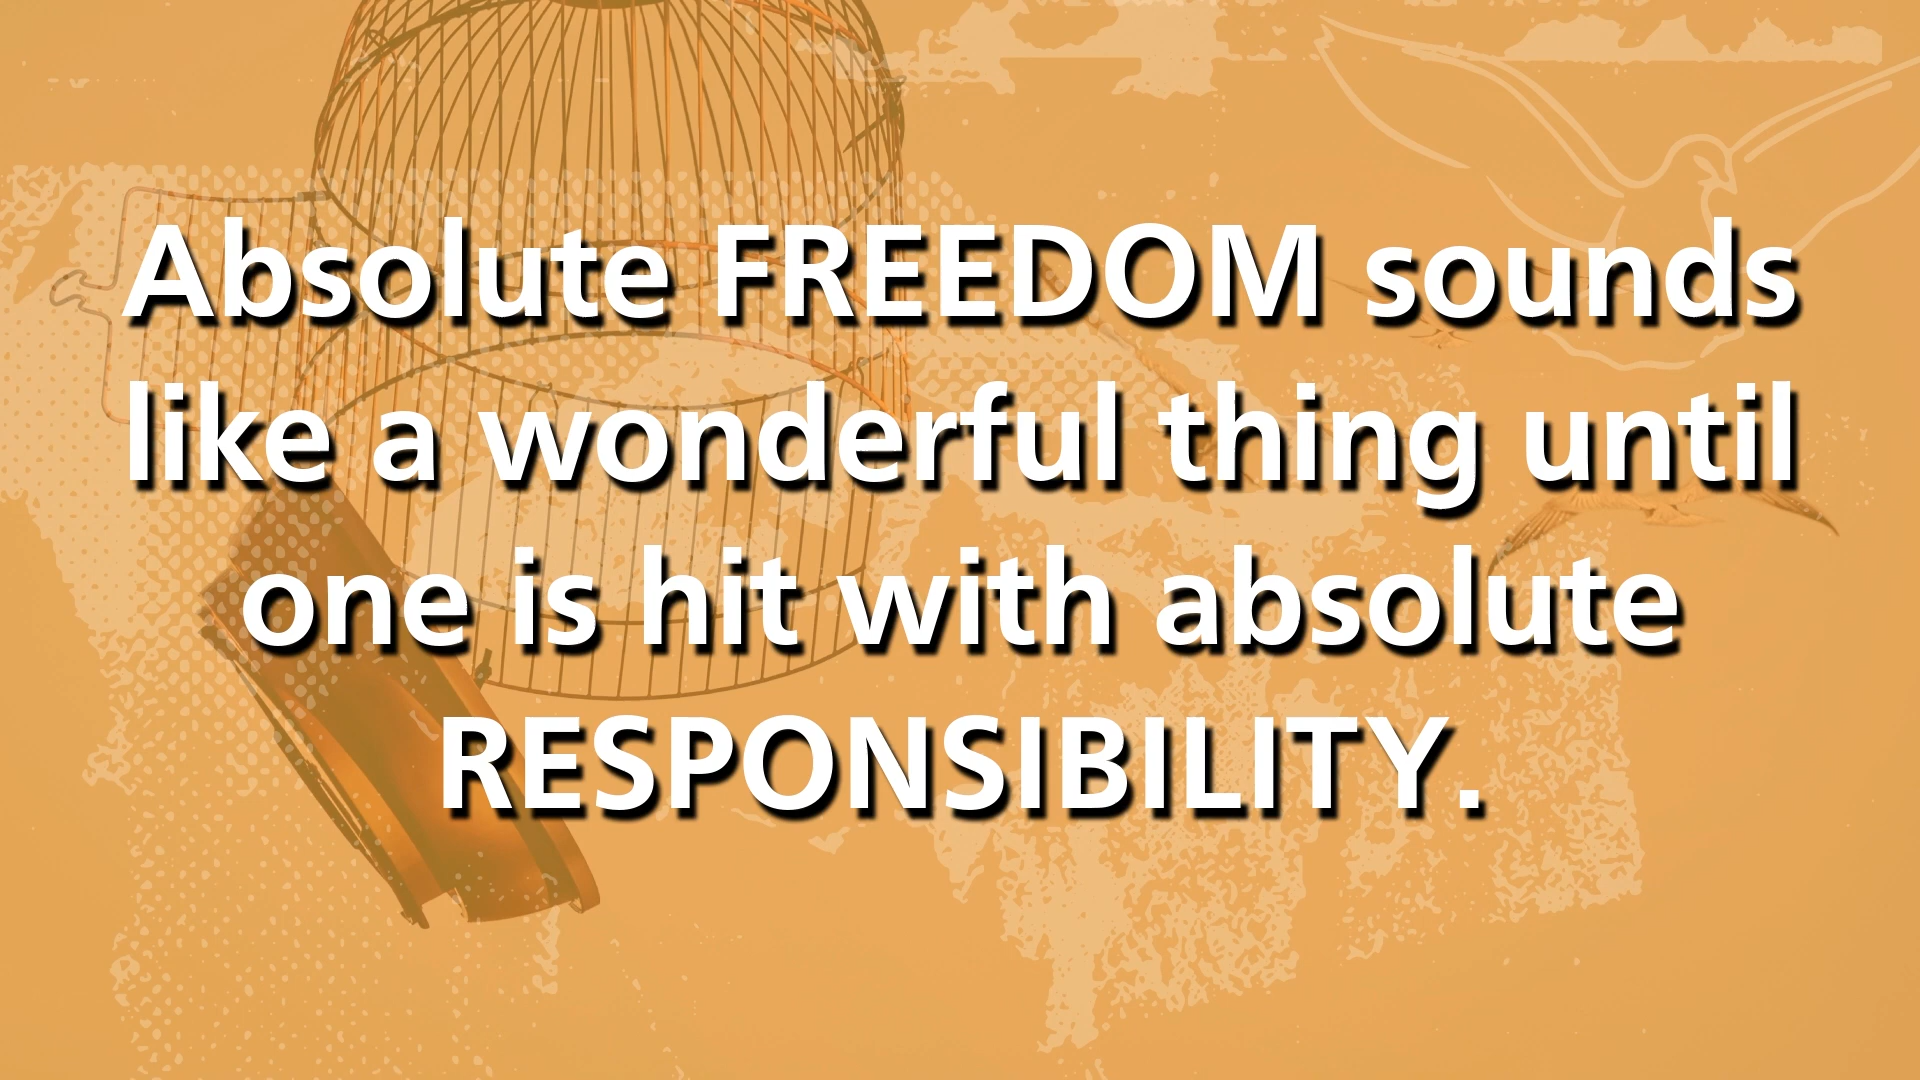 Absolute FREEDOM sounds
like a wonderful thing until
one is hit with absolute
RESPONSIBILITY.